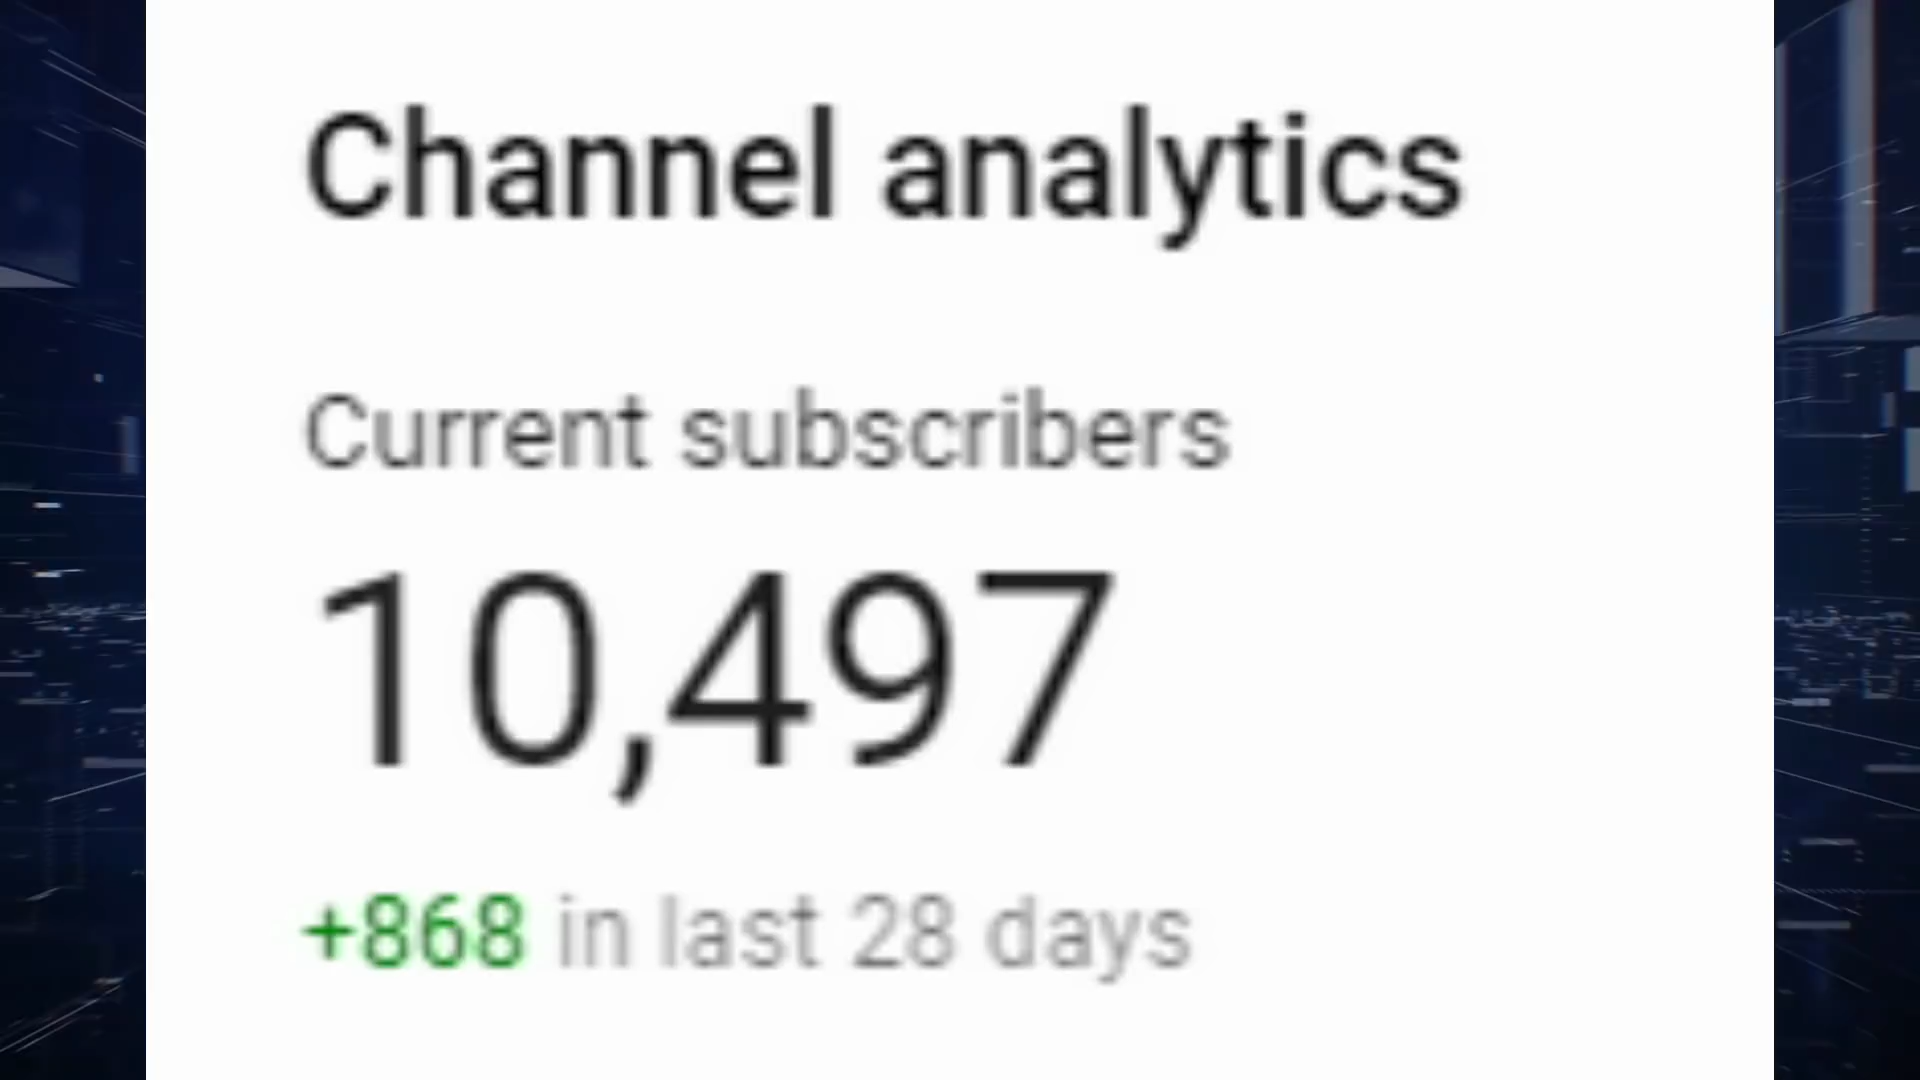 Channel analytics
Current subscribers
10,497
+868 in last 28 days